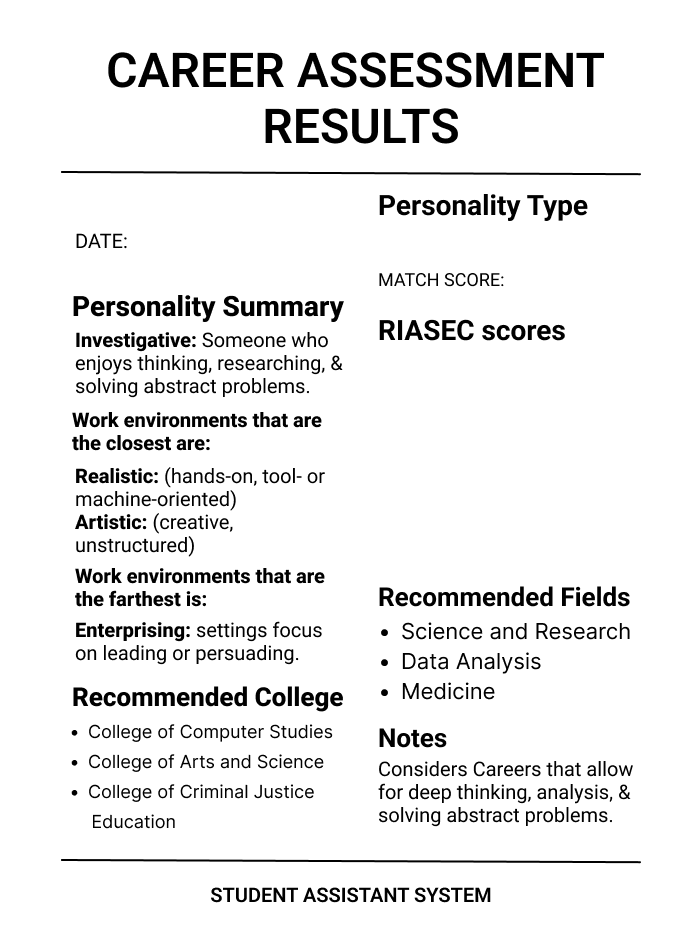 CAREER ASSESSMENT
RESULTS
DATE:
Personality Summary
Investigative: Someone who
enjoys thinking, researching, &
solving abstract problems.
Work environments that are
the closest are:
Realistic: (hands-on, tool- or
machine-oriented)
Artistic: (creative,
unstructured)
Work environments that are
the farthest is:
Enterprising: settings focus
on leading or persuading.
Recommended College
• College of Computer Studies
• College of Arts and Science
• College of Criminal Justice
Education
Personality Type
MATCH SCORE:
RIASEC scores
Recommended Fields
• Science and Research
• Data Analysis
• Medicine
Notes
Considers Careers that allow
for deep thinking, analysis, &
solving abstract problems.
STUDENT ASSISTANT SYSTEM